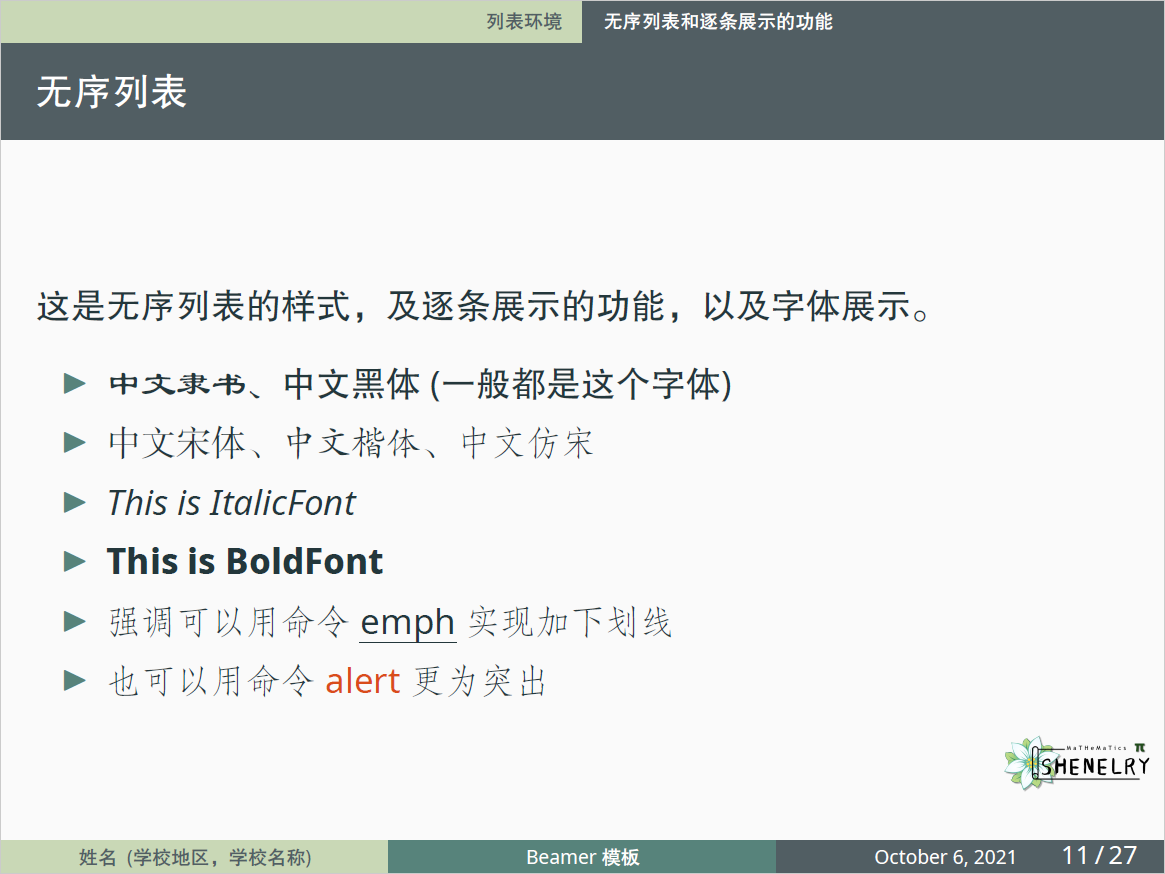 列表环境 无序列表和逐条展示的功能
无序列表
这是无序列表的样式，及逐条展示的功能，以及字体展示。
中文隶书、中文黑体 (一般都是这个字体)
中文宋体、中文楷体、中文仿宋
This is ItalicFont
This is BoldFont
强调可以用命令 emph 实现加下划线
也可以用命令 alert 更为突出
MaTHeMaTics π
SHENELRY
姓名 (学校地区，学校名称) Beamer 模板 October 6, 2021 11 / 27